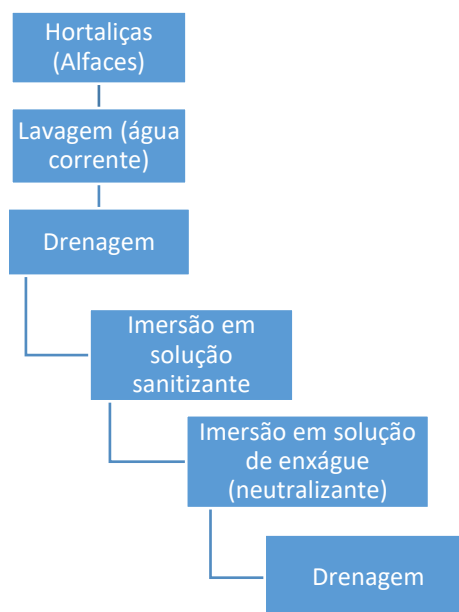 Hortaliças
(Alfaces)
Lavagem (água
corrente)
Drenagem
Imersão em
solução
sanitizante
Imersão em solução
de enxágue
(neutralizante)
Drenagem